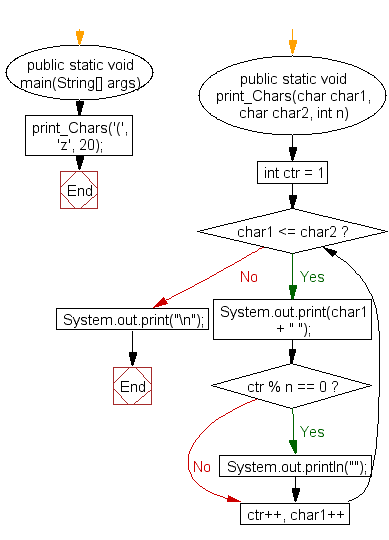 public static void
main(String[] args)
print_Chars('(',
'z', 20);
End
public static void
print_Chars(char char1,
char char2, int n)
int ctr = 1
char1 <= char2 ?
No
Yes
System.out.print("\n");
End
System.out.print(char1
+ " ");
ctr % n == 0 ?
Yes
No
System.out.println("");
ctr++, char1++